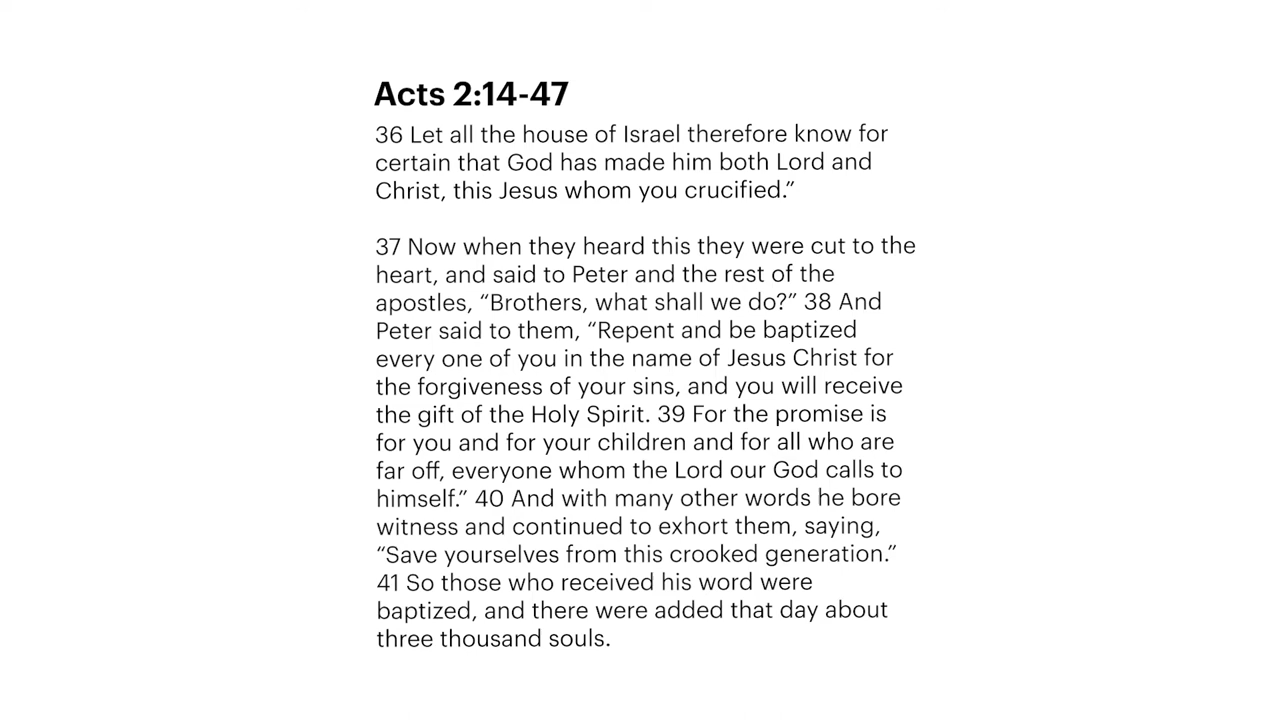 Acts 2:14-47
36 Let all the house of Israel therefore know for
certain that God has made him both Lord and
Christ, this Jesus whom you crucified.”
37 Now when they heard this they were cut to the
heart, and said to Peter and the rest of the
apostles, “Brothers, what shall we do?” 38 And
Peter said to them, “Repent and be baptized
every one of you in the name of Jesus Christ for
the forgiveness of your sins, and you will receive
the gift of the Holy Spirit. 39 For the promise is
for you and for your children and for all who are
far off, everyone whom the Lord our God calls to
himself.” 40 And with many other words he bore
witness and continued to exhort them, saying,
“Save yourselves from this crooked generation.”
41 So those who received his word were
baptized, and there were added that day about
three thousand souls.